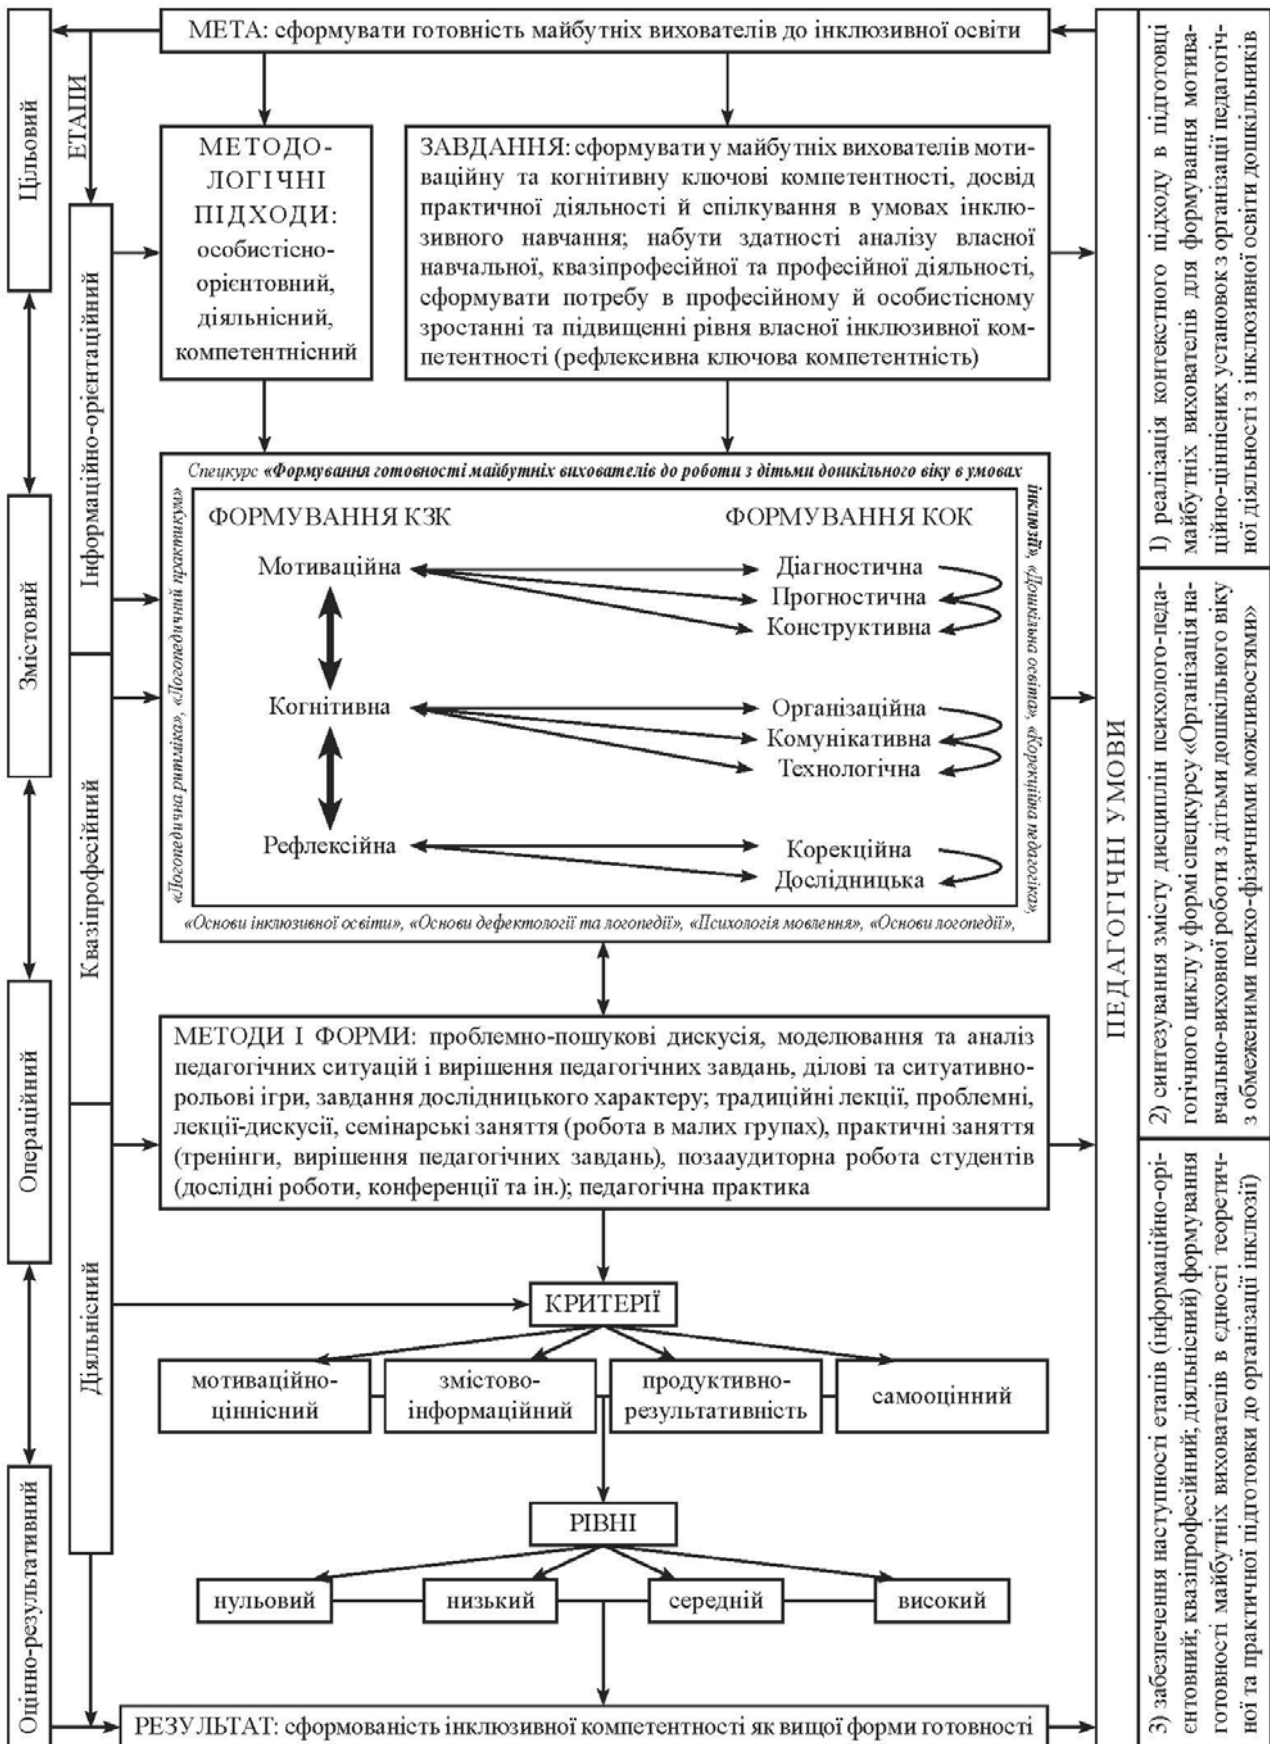 МЕТА: сформувати готовність майбутніх вихователів до інклюзивної освіти
Цільовий
ЕТАПИ
МЕТОДО-
ЛОГІЧНІ
ПІДХОДИ:
особистісно-
орієнтовний,
діяльнісний,
компетентнісний
ЗАВДАННЯ: сформувати у майбутніх вихователів моти-
ваційну та когнітивну ключові компетентності, досвід
практичної діяльності й спілкування в умовах інклю-
зивного навчання; набути здатності аналізу власної
навчальної, квазіпрофесійної та професійної діяльності,
сформувати потребу в професійному й особистісному
зростанні та підвищенні рівня власної інклюзивної ком-
петентності (рефлексивна ключова компетентність)
Інформаційно-орієнтаційний
Змістовий
Спецкурс «Формування готовності майбутніх вихователів до роботи з дітьми дошкільного віку в умовах
інклюзії», «Дошкільна освіта», «Корекційна педагогіка»,
«Основи інклюзивної освіти», «Основи дефектології та логопедії», «Психологія мовлення», «Основи логопедії»,
«Логопедична ритміка», «Логопедичний практикум»
ФОРМУВАННЯ КЗК
ФОРМУВАННЯ КОК
Мотиваційна
Діагностична
Прогностична
Конструктивна
Когнітивна
Організаційна
Комунікативна
Технологічна
Рефлексійна
Корекційна
Дослідницька
Квазіпрофесійний
Операційний
МЕТОДИ І ФОРМИ: проблемно-пошукові дискусія, моделювання та аналіз
педагогічних ситуацій і вирішення педагогічних завдань, ділові та ситуативно-
рольові ігри, завдання дослідницького характеру; традиційні лекції, проблемні,
лекції-дискусії, семінарські заняття (робота в малих групах), практичні заняття
(тренінги, вирішення педагогічних завдань), позааудиторна робота студентів
(дослідні роботи, конференції та ін.); педагогічна практика
Діяльнісний
КРИТЕРІЇ
мотиваційно-
ціннісний
змістово-
інформаційний
продуктивно-
результативність
самооцінний
РІВНІ
нульовий
низький
середній
високий
Оцінно-результативний
РЕЗУЛЬТАТ: сформованість інклюзивної компетентності як вищої форми готовності
ПЕДАГОГІЧНІ УМОВИ
1) реалізація контекстного підходу в підготовці
майбутніх вихователів для формування мотива-
ційно-ціннісних установок з організації педагогіч-
ної діяльності з інклюзивної освіти дошкільників
2) синтезування змісту дисциплін психолого-педа-
гогічного циклу у формі спецкурсу «Організація на-
вчально-виховної роботи з дітьми дошкільного віку
з обмеженими психо-фізичними можливостями»
3) забезпечення наступності етапів (інформаційно-орі-
єнтовний; квазіпрофесійний; діяльнісний) формування
готовності майбутніх вихователів в єдності теоретич-
ної та практичної підготовки до організації інклюзії)